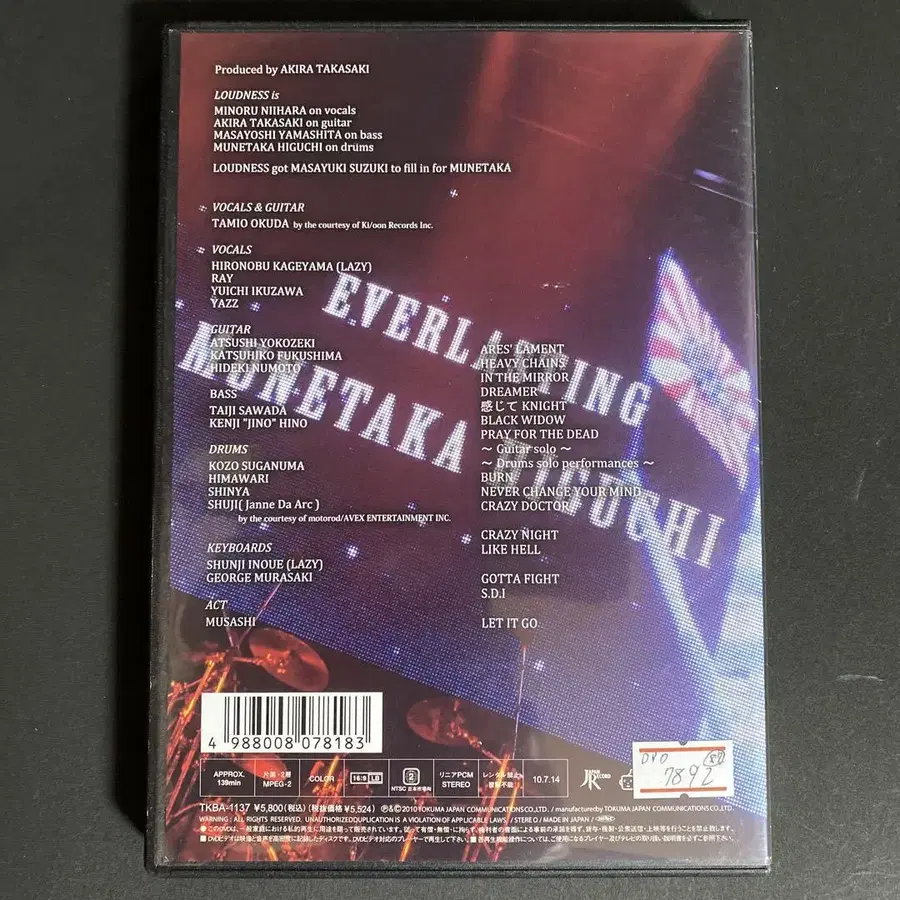 Produced by AKIRA TAKASAKI
LOUDNESS is
MINORU NIIHARA on vocals
AKIRA TAKASAKI on guitar
MASAYOSHI YAMASHITA on bass
MUNETAKA HIGUCHI on drums
LOUDNESS got MASAYUKI SUZUKI to fill in for MUNETAKA
VOCALS & GUITAR
TAMIO OKUDA by the courtesy of Ki/oon Records Inc.
VOCALS
HIRONOBU KAGEYAMA (LAZY)
RAY
YUICHI IKUZAWA
YAZZ
GUITAR
ATSUSHI YOKOZEKI
KATSUHIKO FUKUSHIMA
HIDEKI NUMOTO
BASS
TAIJI SAWADA
KENJI "JINO" HINO
DRUMS
KOZO SUGANUMA
HIMAWARI
SHINYA
SHUJI( Janne Da Arc )
by the courtesy of motorod/AVEX ENTERTAINMENT INC.
KEYBOARDS
SHUNJI INOUE (LAZY)
GEORGE MURASAKI
ACT
MUSASHI
EVERLASTING
MUNETAKA HIGUCHI
ARES' LAMENT
HEAVY CHAINS
IN THE MIRROR
DREAMER
感じて KNIGHT
BLACK WIDOW
PRAY FOR THE DEAD
～ Guitar solo ～
～ Drums solo performances ～
BURN
NEVER CHANGE YOUR MIND
CRAZY DOCTOR
CRAZY NIGHT
LIKE HELL
GOTTA FIGHT
S.D.I
LET IT GO
4 988008 078183
APPROX. 139min
片面・2層 MPEG-2
COLOR
16:9 LB
2 NTSC 日本市場向
リニアPCM STEREO
レンタル禁止 複製不能
10.7.14
JAPAN RECORD
DVD
7892
TKBA-1137 ¥5,800(税込) (税抜価格 ¥5,524) Ⓟ&©2010 TOKUMA JAPAN COMMUNICATIONS CO., LTD. / manufactured by TOKUMA JAPAN COMMUNICATIONS CO., LTD.
WARNING: ALL RIGHTS RESERVED. UNAUTHORIZED DUPLICATION IS A VIOLATION OF APPLICABLE LAWS / STEREO / MADE IN JAPAN /